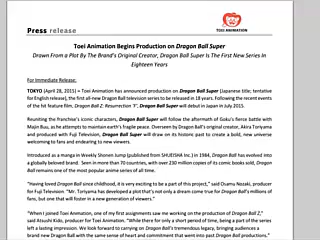 Press release
TOEI ANIMATION
Toei Animation Begins Production on Dragon Ball Super
Drawn From a Plot By The Brand's Original Creator, Dragon Ball Super Is The First New Series In
Eighteen Years
For Immediate Release:
TOKYO (April 28, 2015) – Toei Animation has announced production on Dragon Ball Super (Japanese title; tentative
for English release), the first all-new Dragon Ball television series to be released in 18 years. Following the recent events
of the hit feature film, Dragon Ball Z: Resurrection 'F', Dragon Ball Super will debut in Japan in July 2015.
Reuniting the franchise's iconic characters, Dragon Ball Super will follow the aftermath of Goku's fierce battle with
Majin Buu, as he attempts to maintain earth's fragile peace. Overseen by Dragon Ball's original creator, Akira Toriyama
and produced with Fuji Television, Dragon Ball Super will draw on its historic past to create a bold, new universe
welcoming to fans and endearing to new viewers.
Introduced as a manga in Weekly Shonen Jump (published from SHUEISHA Inc.) in 1984, Dragon Ball has evolved into
a globally beloved brand. Seen in more than 70 countries, with over 230 million copies of its comic books sold, Dragon
Ball remains one of the most popular anime series of all time.
"Having loved Dragon Ball since childhood, it is very exciting to be a part of this project," said Osamu Nozaki, producer
for Fuji Television. "Mr. Toriyama has developed a plot that's not only a dream come true for Dragon Ball's millions of
fans, but one that will foster in a new generation of viewers."
"When I joined Toei Animation, one of my first assignments saw me working on the production of Dragon Ball Z,"
said Atsushi Kido, producer for Toei Animation. "While there for only a short period of time, being a part of the series
left a lasting impression. We look forward to carrying on Dragon Ball's tremendous legacy, bringing audiences a
brand new Dragon Ball with the same sense of heart and commitment that went into past Dragon Ball productions."